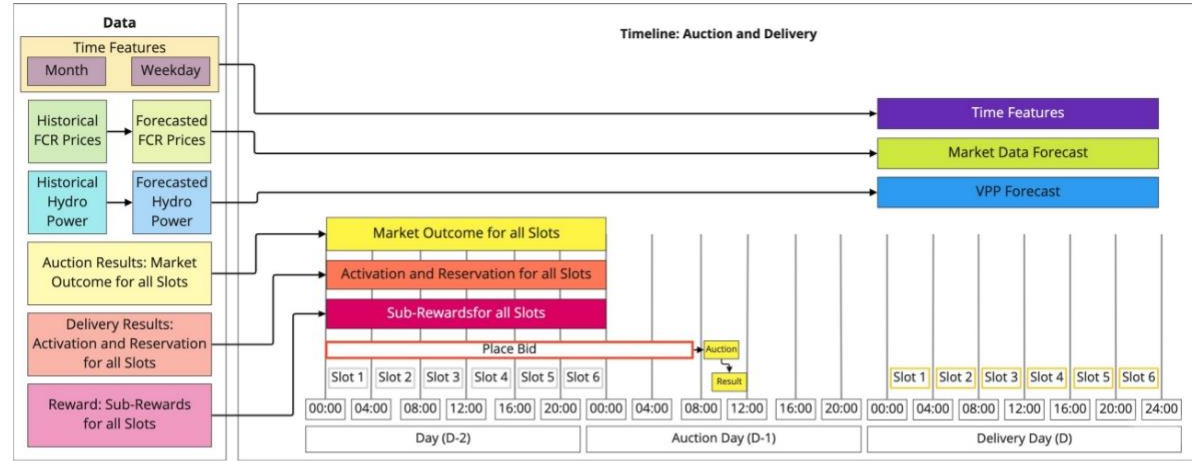 Data
Time Features
Month
Weekday
Historical
FCR Prices
Forecasted
FCR Prices
Historical
Hydro
Power
Forecasted
Hydro
Power
Auction Results: Market
Outcome for all Slots
Delivery Results:
Activation and Reservation
for all Slots
Reward: Sub-Rewards
for all Slots
Timeline: Auction and Delivery
Time Features
Market Data Forecast
VPP Forecast
Market Outcome for all Slots
Activation and Reservation for all Slots
Sub-Rewardsfor all Slots
Place Bid
Auction
Result
Slot 1 Slot 2 Slot 3 Slot 4 Slot 5 Slot 6
Slot 1 Slot 2 Slot 3 Slot 4 Slot 5 Slot 6
00:00 04:00 08:00 12:00 16:00 20:00 00:00 04:00 08:00 12:00 16:00 20:00 00:00 04:00 08:00 12:00 16:00 20:00 24:00
Day (D-2)
Auction Day (D-1)
Delivery Day (D)